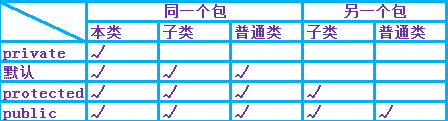 同一个包 另一个包
本类 子类 普通类 子类 普通类
private ✓
默认 ✓ ✓ ✓
protected ✓ ✓ ✓ ✓
public ✓ ✓ ✓ ✓ ✓